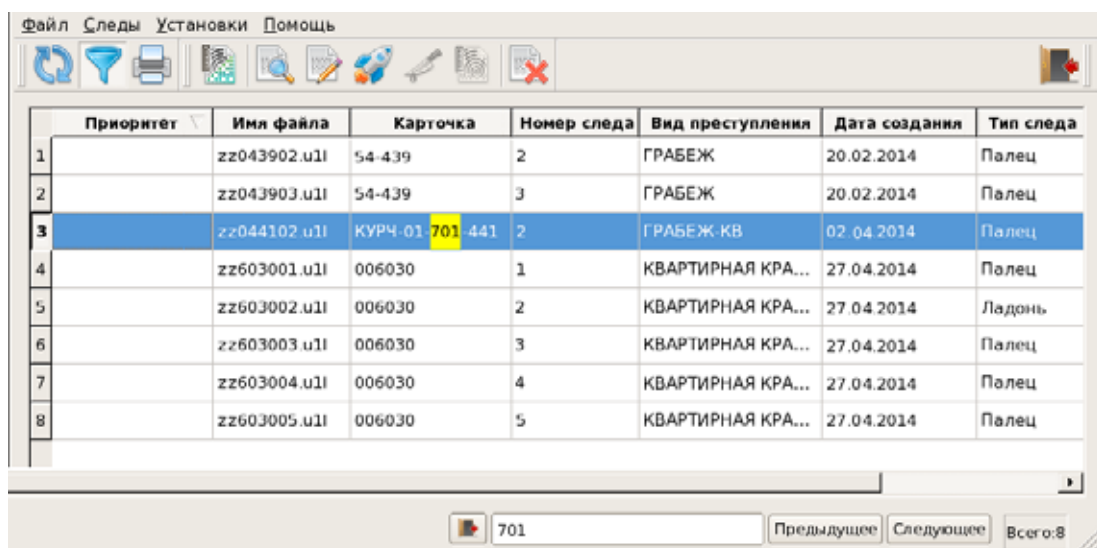 Файл Следы Установки Помощь
Приоритет Имя файла Карточка Номер следа Вид преступления Дата создания Тип следа
1 zz043902.u1l 54-439 2 ГРАБЕЖ 20.02.2014 Палец
2 zz043903.u1l 54-439 3 ГРАБЕЖ 20.02.2014 Палец
3 zz044102.u1l КУРЧ-01-701-441 2 ГРАБЕЖ-КВ 02.04.2014 Палец
4 zz603001.u1l 006030 1 КВАРТИРНАЯ КРА... 27.04.2014 Палец
5 zz603002.u1l 006030 2 КВАРТИРНАЯ КРА... 27.04.2014 Ладонь
6 zz603003.u1l 006030 3 КВАРТИРНАЯ КРА... 27.04.2014 Палец
7 zz603004.u1l 006030 4 КВАРТИРНАЯ КРА... 27.04.2014 Палец
8 zz603005.u1l 006030 5 КВАРТИРНАЯ КРА... 27.04.2014 Палец
701 Предыдущее Следующее Всего:8